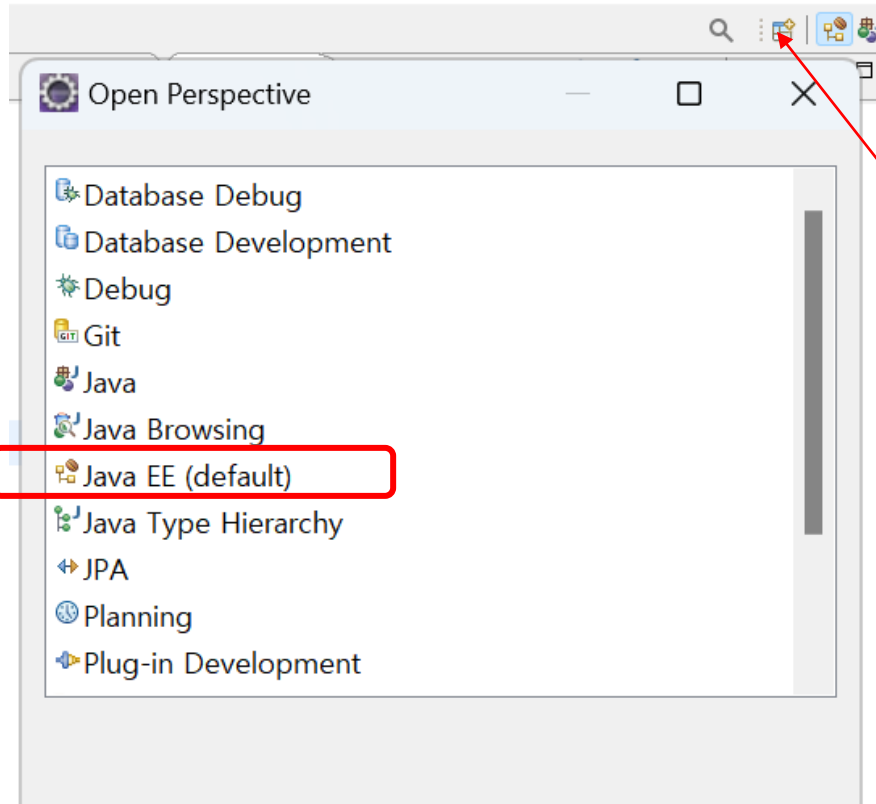 Open Perspective
Database Debug
Database Development
Debug
GIT
Git
Java
Java Browsing
Java EE (default)
Java Type Hierarchy
JPA
Planning
Plug-in Development